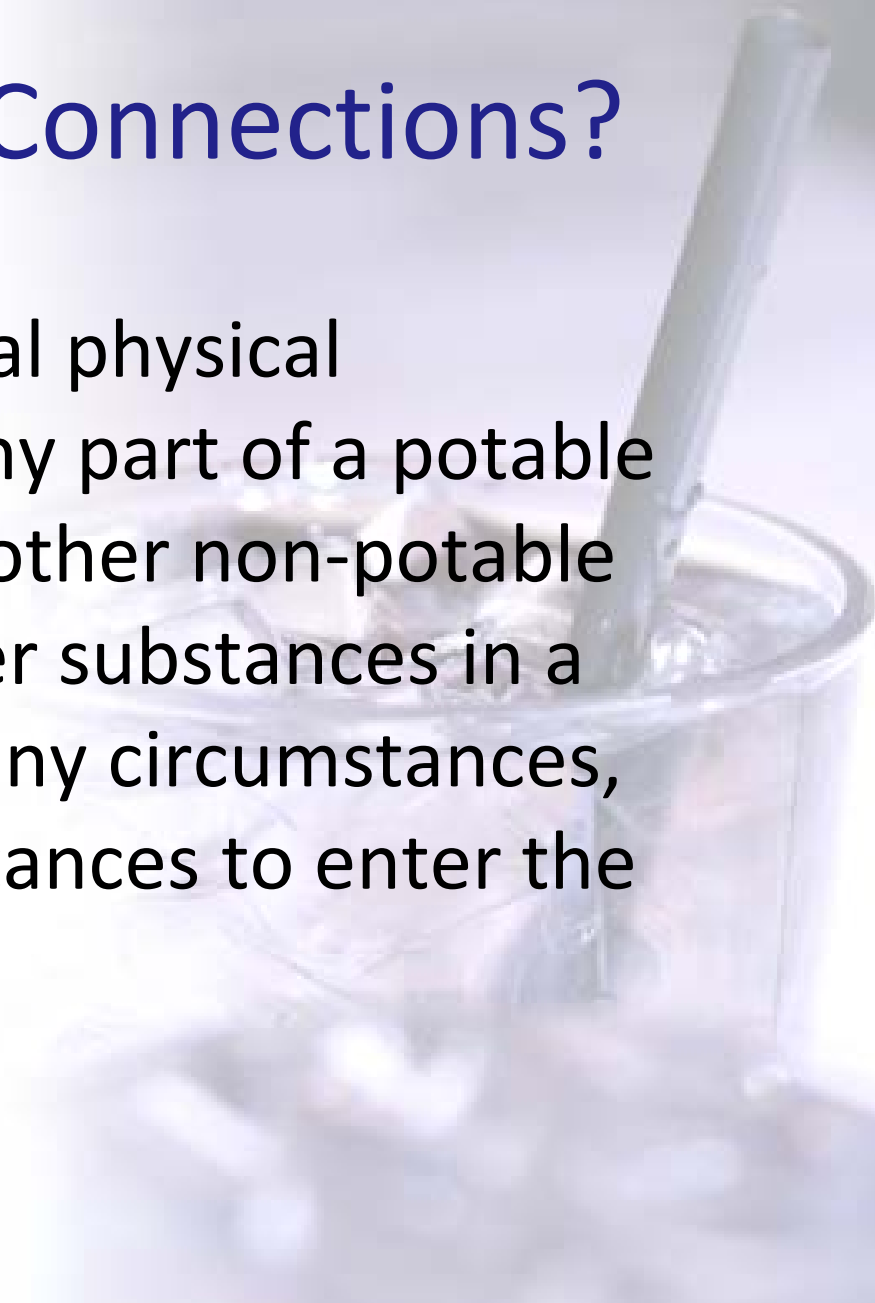 Connections?
al physical
ny part of a potable
other non-potable
er substances in a
ny circumstances,
ances to enter the